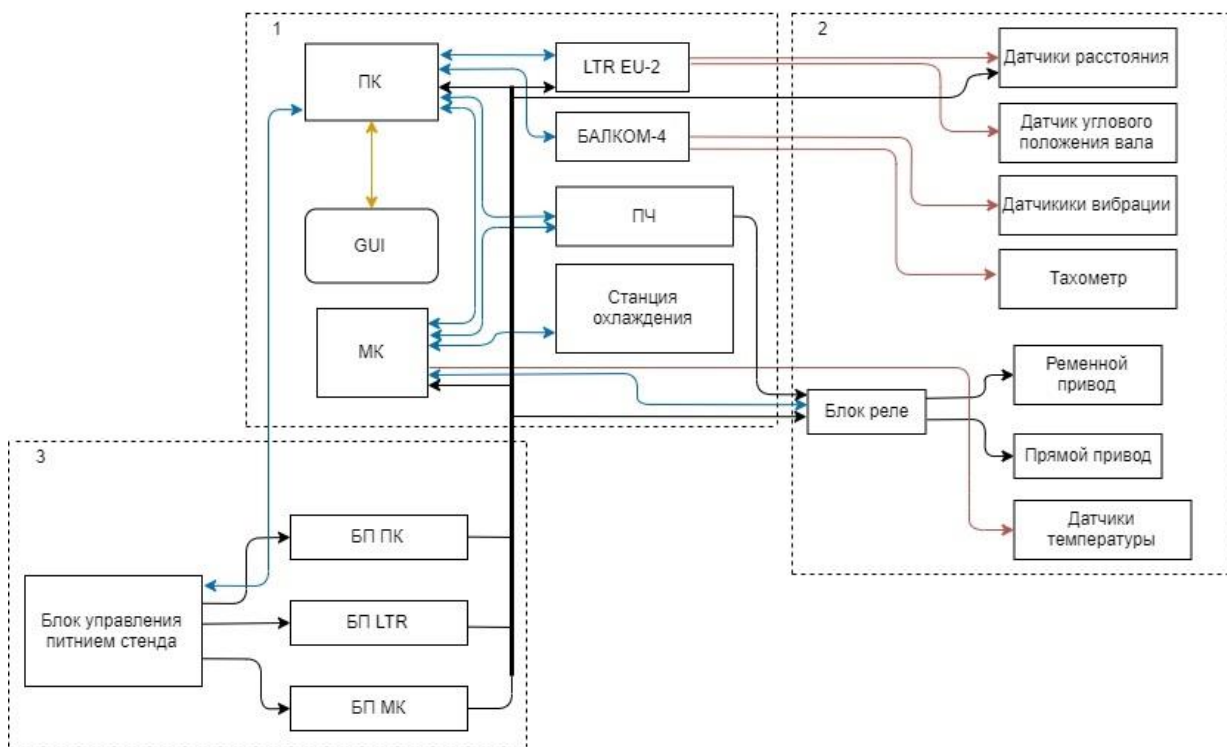 1
ПК
GUI
МК
LTR EU-2
БАЛКОМ-4
ПЧ
Станция
охлаждения
2
Датчики расстояния
Датчик углового
положения вала
Датчикики вибрации
Тахометр
Блок реле
Ременной
привод
Прямой привод
Датчики
температуры
3
Блок управления
питнием стенда
БП ПК
БП LTR
БП МК